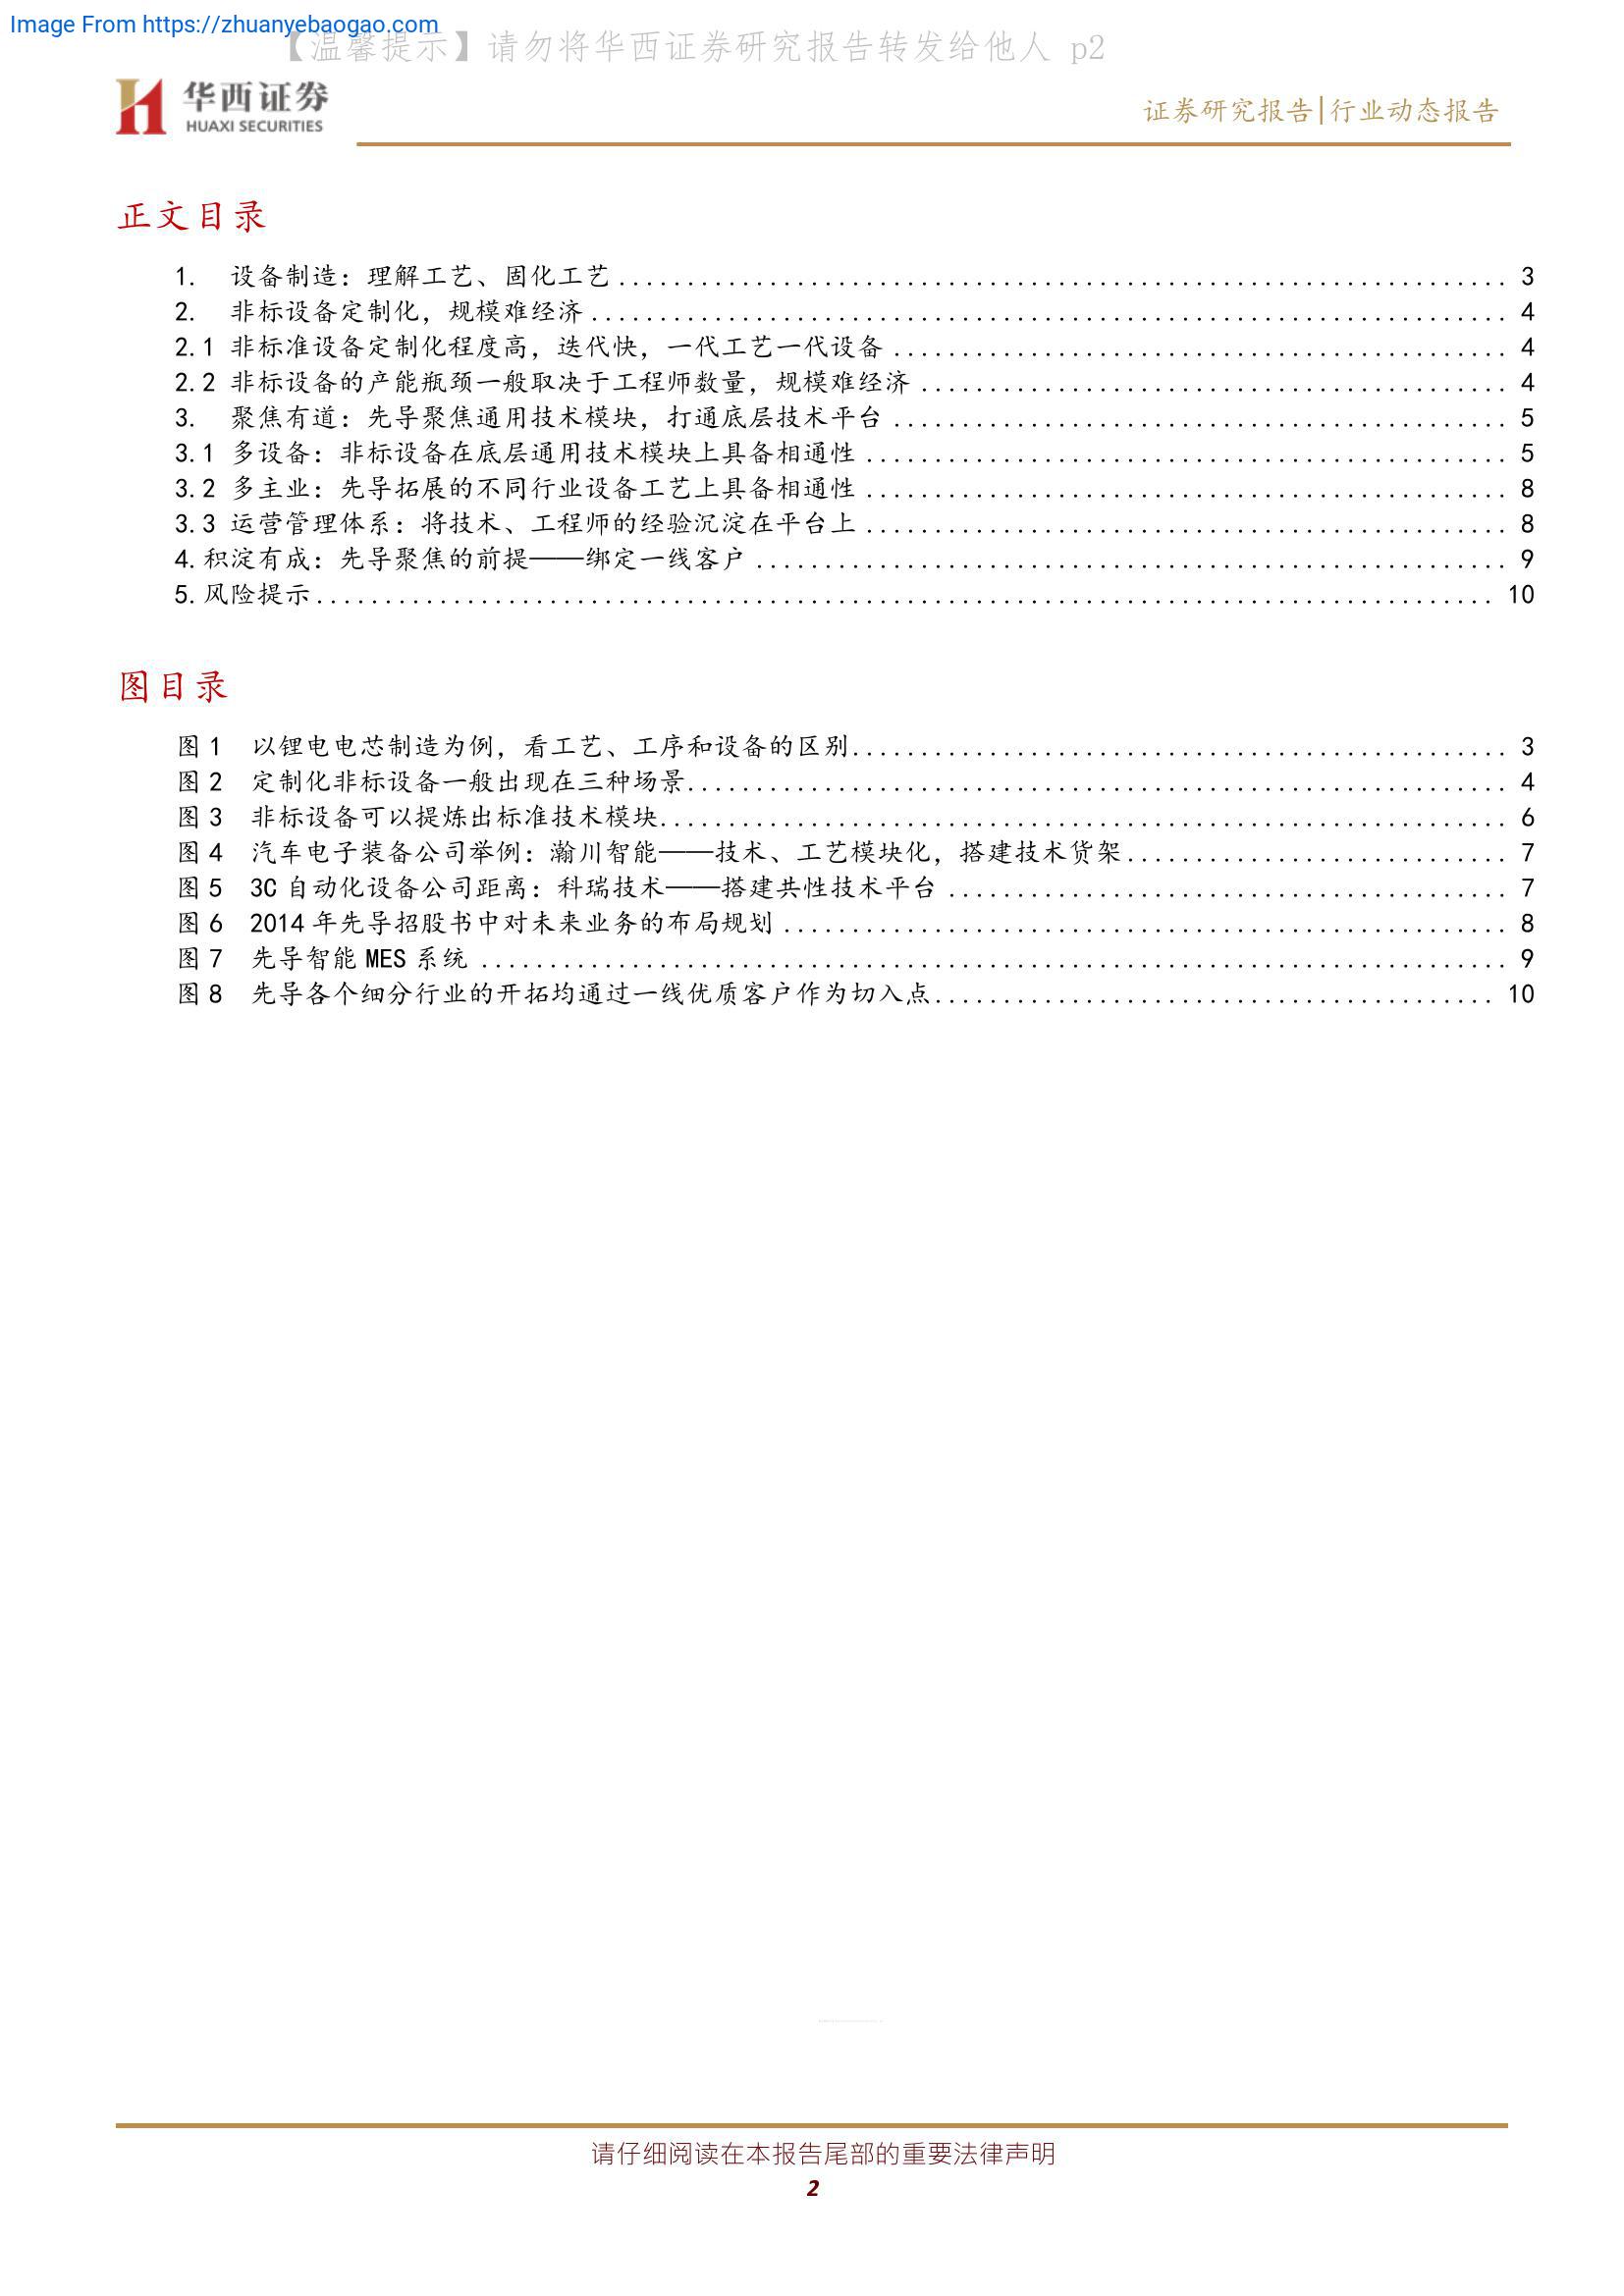 Image From https://zhuanyebaogao.com
【温馨提示】请勿将华西证券研究报告转发给他人 p2
华西证券
HUAXI SECURITIES
证券研究报告|行业动态报告
正文目录
1. 设备制造：理解工艺、固化工艺 3
2. 非标设备定制化，规模难经济 4
2.1 非标准设备定制化程度高，迭代快，一代工艺一代设备 4
2.2 非标设备的产能瓶颈一般取决于工程师数量，规模难经济 4
3. 聚焦有道：先导聚焦通用技术模块，打通底层技术平台 5
3.1 多设备：非标设备在底层通用技术模块上具备相通性 5
3.2 多主业：先导拓展的不同行业设备工艺上具备相通性 8
3.3 运营管理体系：将技术、工程师的经验沉淀在平台上 8
4.积淀有成：先导聚焦的前提——绑定一线客户 9
5.风险提示 10
图目录
图 1 以锂电电芯制造为例，看工艺、工序和设备的区别 3
图 2 定制化非标设备一般出现在三种场景 4
图 3 非标设备可以提炼出标准技术模块 6
图 4 汽车电子装备公司举例：瀚川智能——技术、工艺模块化，搭建技术货架 7
图 5 3C 自动化设备公司距离：科瑞技术——搭建共性技术平台 7
图 6 2014 年先导招股书中对未来业务的布局规划 8
图 7 先导智能 MES 系统 9
图 8 先导各个细分行业的开拓均通过一线优质客户作为切入点 10
请仔细阅读在本报告尾部的重要法律声明
2